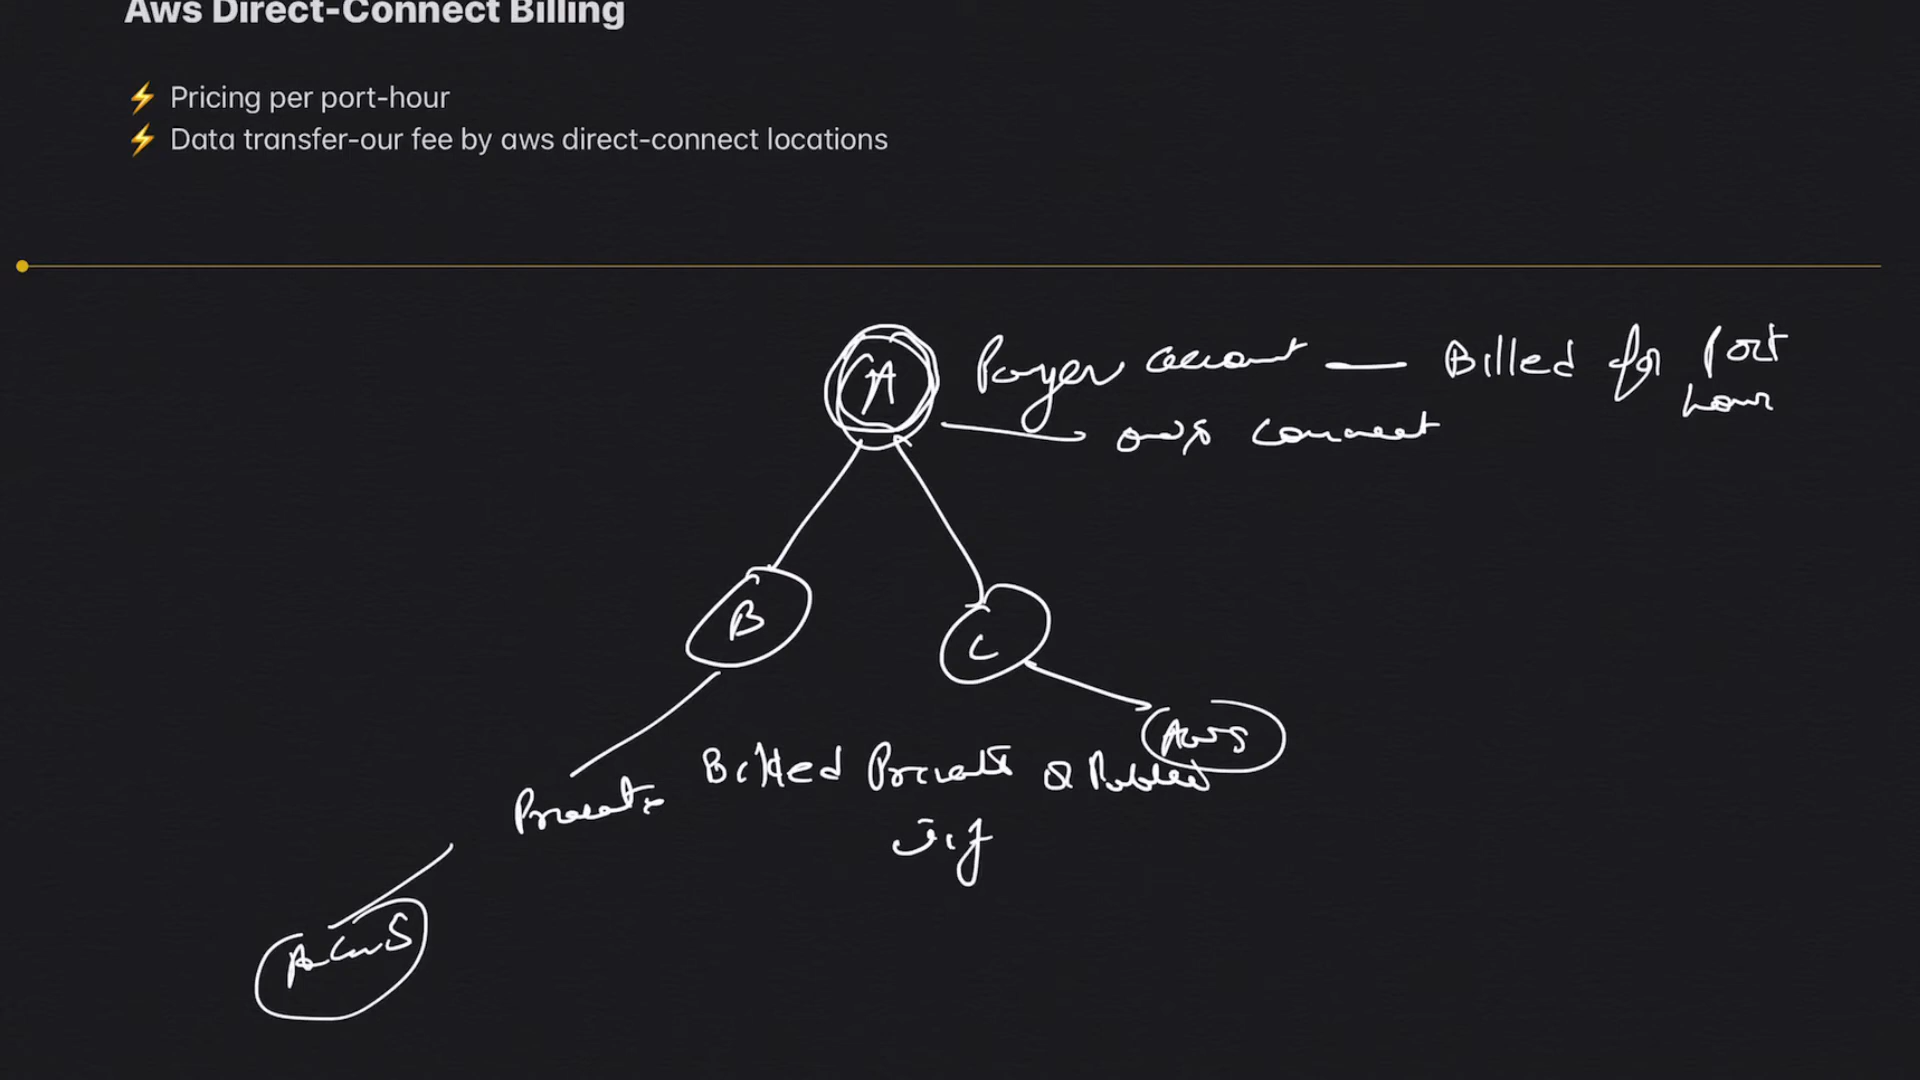 Aws Direct-Connect Billing
⚡ Pricing per port-hour
⚡ Data transfer-our fee by aws direct-connect locations
A Payer account — Billed for Port
hour
aws connect
B
C
AWS
Billed Private & Public
Private
vif
AWS